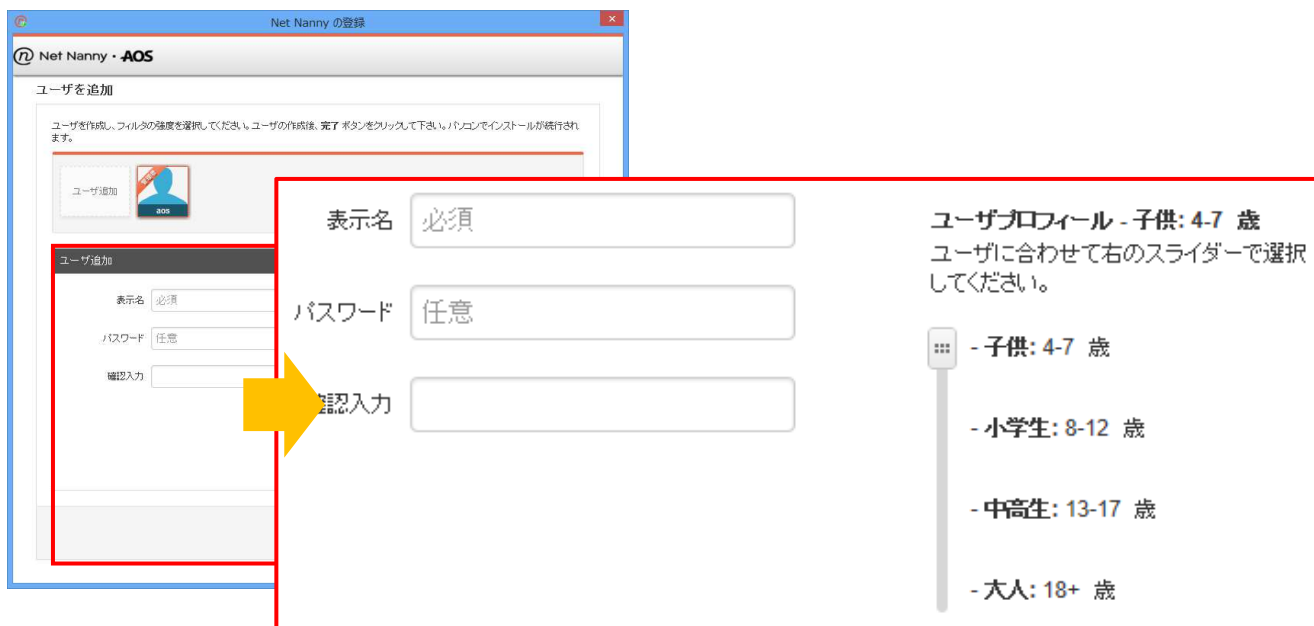 Net Nanny の登録
Net Nanny・AOS
ユーザを追加
ユーザを作成し、フィルタの強度を選択してください。ユーザの作成後、完了 ボタンをクリックして下さい。パソコンでインストールが続行され
ます。
ユーザ追加
aos
ユーザ追加
表示名 必須
パスワード 任意
確認入力
表示名 必須
パスワード 任意
確認入力
ユーザプロフィール - 子供: 4-7 歳
ユーザに合わせて右のスライダーで選択
してください。
- 子供: 4-7 歳
- 小学生: 8-12 歳
- 中高生: 13-17 歳
- 大人: 18+ 歳